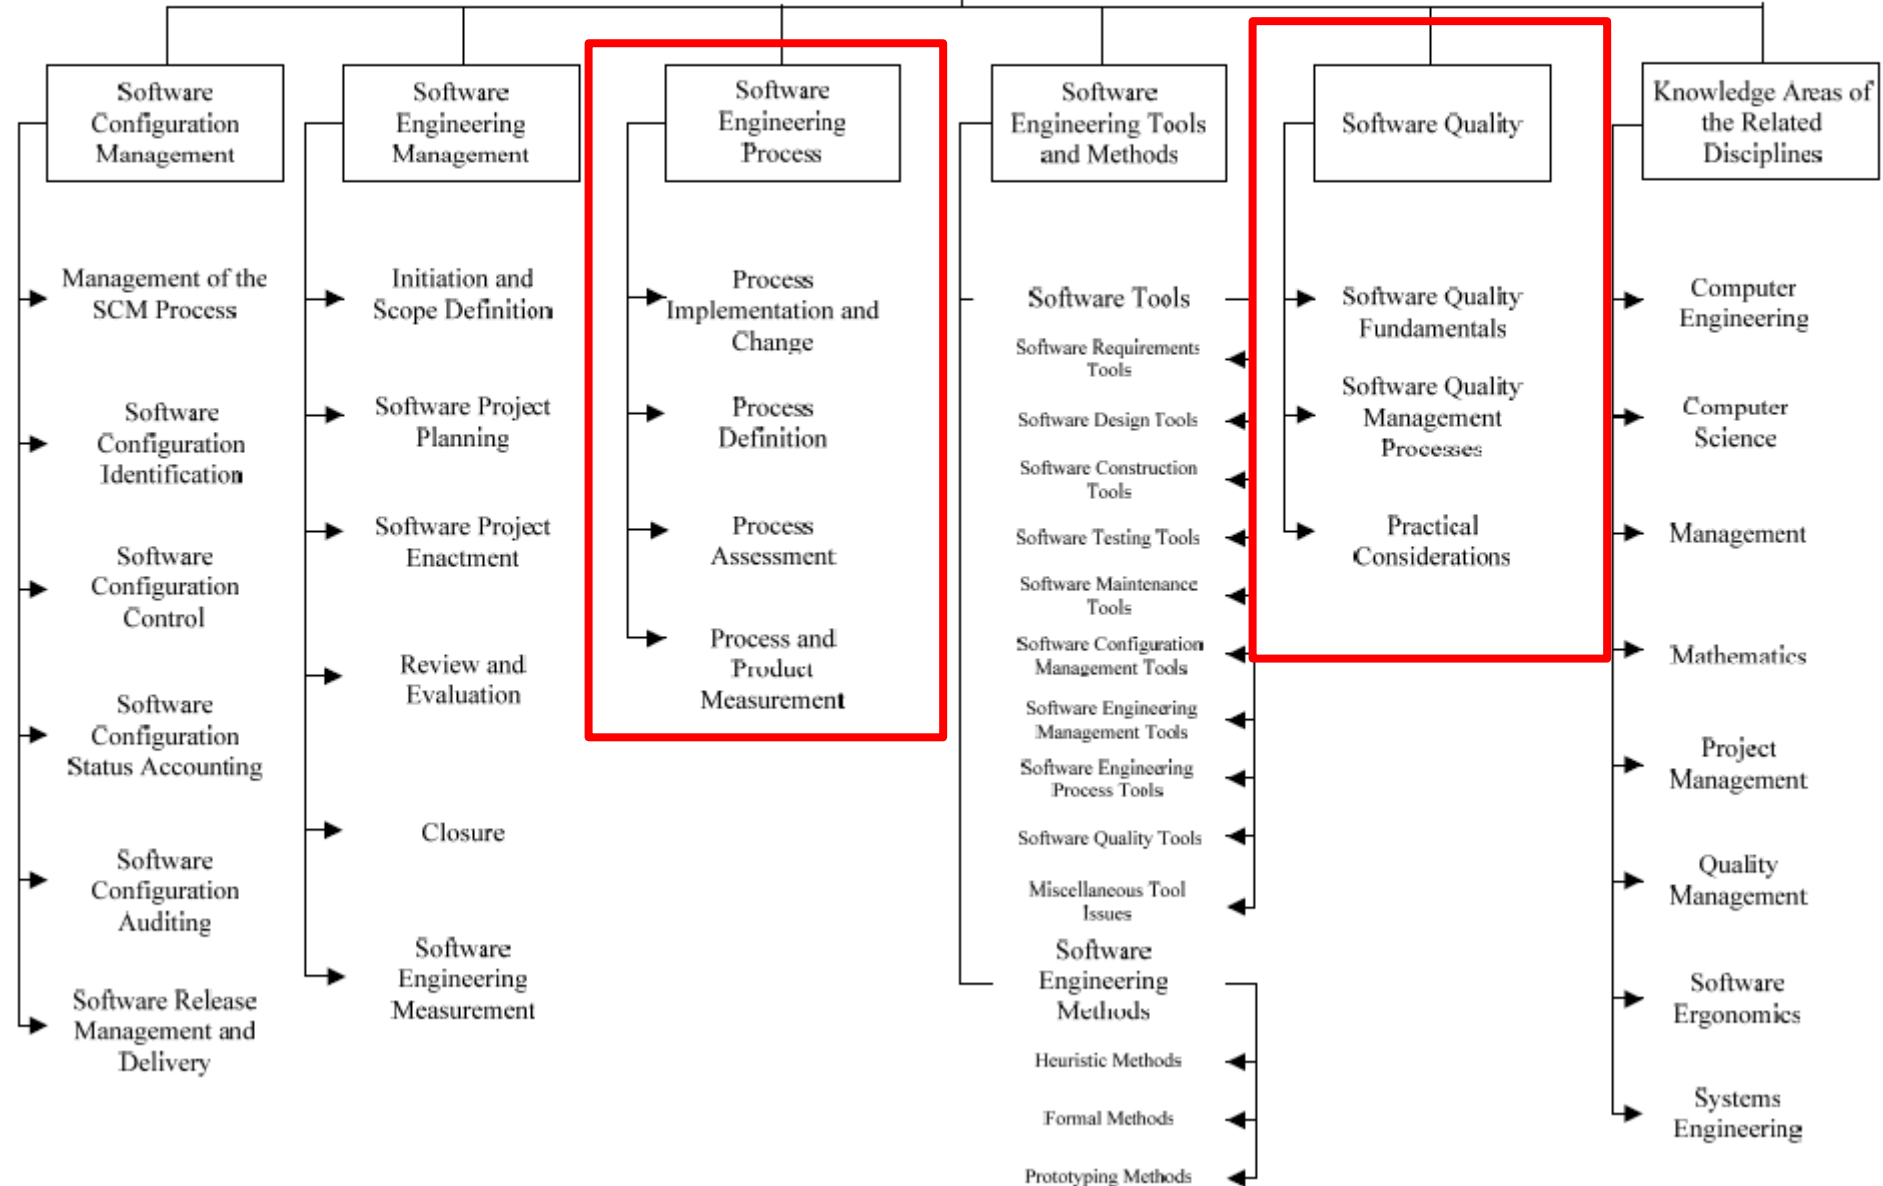 Software
Configuration
Management
Management of the
SCM Process
Software
Configuration
Identification
Software
Configuration
Control
Software
Configuration
Status Accounting
Software
Configuration
Auditing
Software Release
Management and
Delivery
Software
Engineering
Management
Initiation and
Scope Definition
Software Project
Planning
Software Project
Enactment
Review and
Evaluation
Closure
Software
Engineering
Measurement
Software
Engineering
Process
Process
Implementation and
Change
Process
Definition
Process
Assessment
Process and
Product
Measurement
Software
Engineering Tools
and Methods
Software Tools
Software Requirements
Tools
Software Design Tools
Software Construction
Tools
Software Testing Tools
Software Maintenance
Tools
Software Configuration
Management Tools
Software Engineering
Management Tools
Software Engineering
Process Tools
Software Quality Tools
Miscellaneous Tool
Issues
Software
Engineering
Methods
Heuristic Methods
Formal Methods
Prototyping Methods
Software Quality
Software Quality
Fundamentals
Software Quality
Management
Processes
Practical
Considerations
Knowledge Areas of
the Related
Disciplines
Computer
Engineering
Computer
Science
Management
Mathematics
Project
Management
Quality
Management
Software
Ergonomics
Systems
Engineering